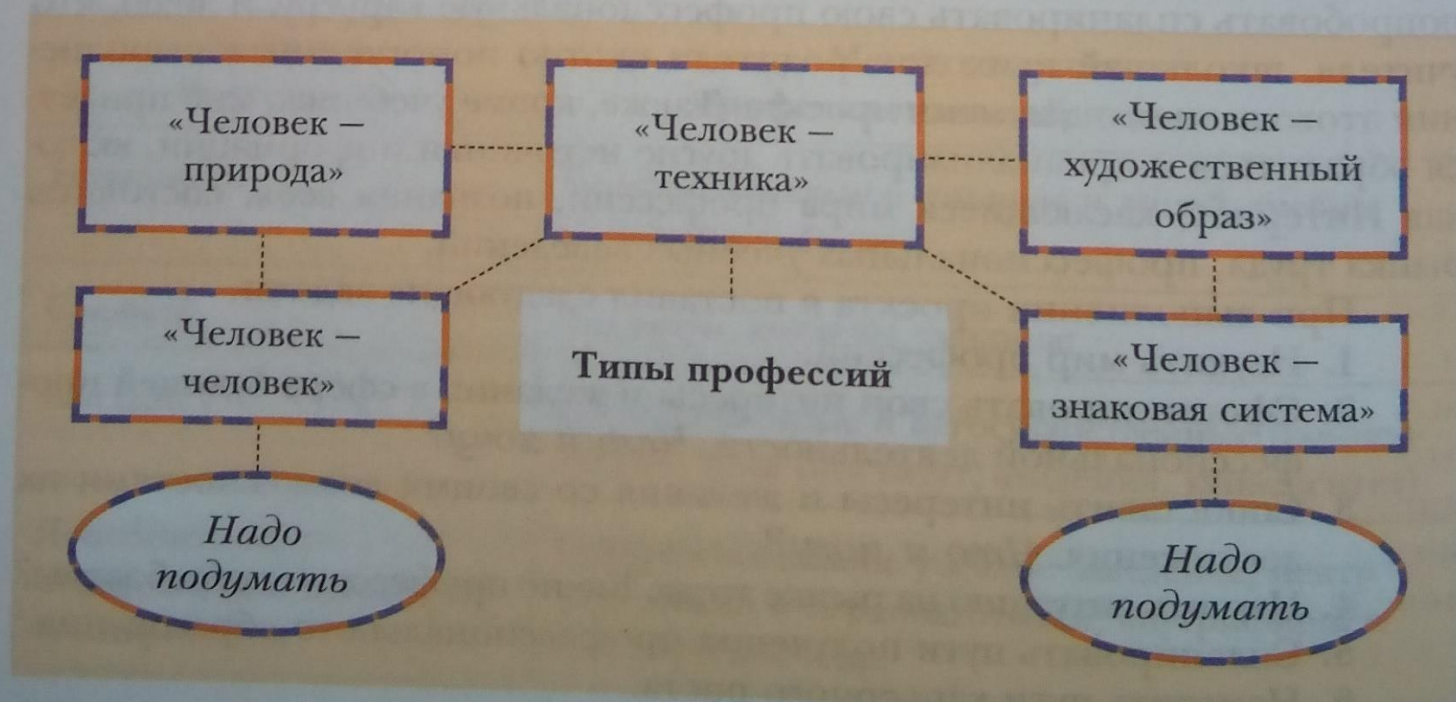 «Человек –
природа»
«Человек –
техника»
«Человек –
художественный
образ»
«Человек –
человек»
Типы профессий
«Человек –
знаковая система»
Надо
подумать
Надо
подумать